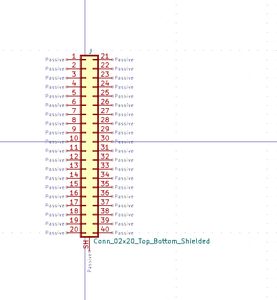 J
Passive 1 21 Passive
Passive 2 22 Passive
Passive 3 23 Passive
Passive 4 24 Passive
Passive 5 25 Passive
Passive 6 26 Passive
Passive 7 27 Passive
Passive 8 28 Passive
Passive 9 29 Passive
Passive 10 30 Passive
Passive 11 31 Passive
Passive 12 32 Passive
Passive 13 33 Passive
Passive 14 34 Passive
Passive 15 35 Passive
Passive 16 36 Passive
Passive 17 37 Passive
Passive 18 38 Passive
Passive 19 39 Passive
Passive 20 40 Passive
SH Conn_02x20_Top_Bottom_Shielded
Passive